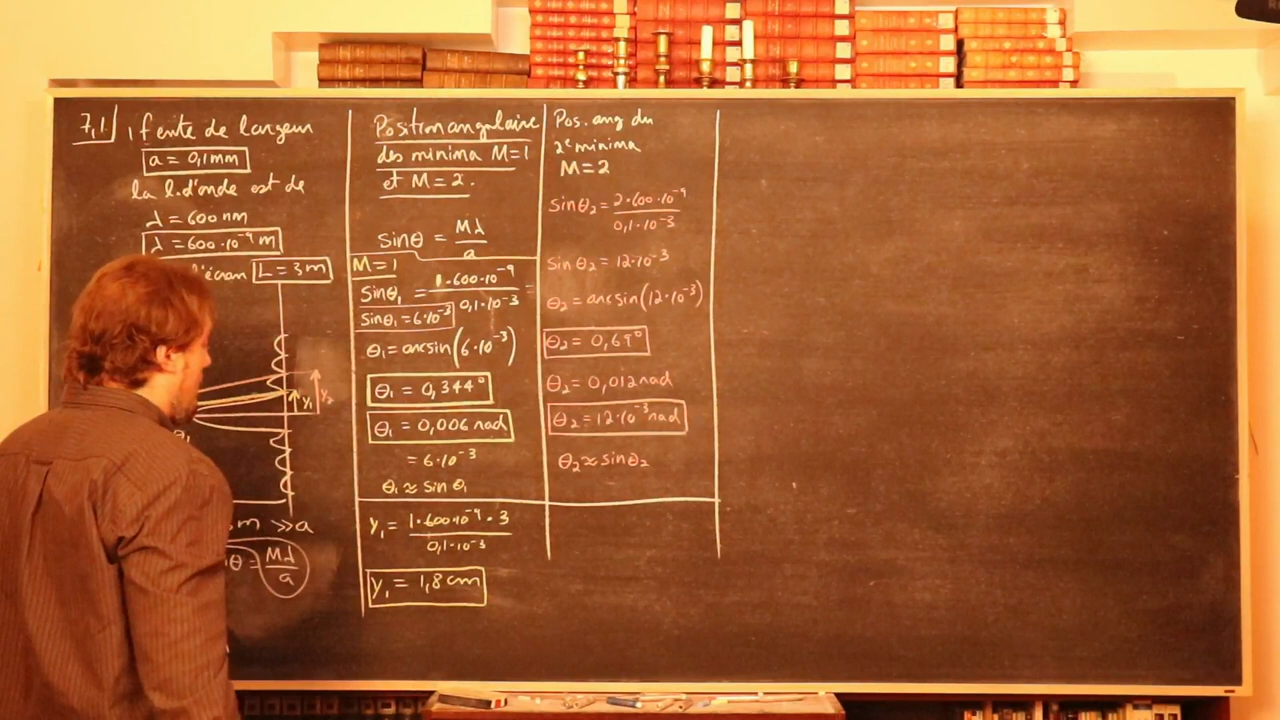 7,1 1 fente de largeur
a = 0,1mm
la l.d'onde est de
λ = 600 nm
λ = 600·10⁻⁹ m
l'écran L = 3m
y₁ y₂
m >> a
θ = Mλ/a
Position angulaire
des minima M=1
et M=2.
sinθ = Mλ/a
M=1
Sinθ₁ = 1·600·10⁻⁹ / 0,1·10⁻³ =
Sinθ₁ = 6·10⁻³
θ₁ = arcsin(6·10⁻³)
θ₁ = 0,344°
θ₁ = 0,006 rad
= 6·10⁻³
θ₁ ≈ sin θ₁
y₁ = 1·600·10⁻⁹·3 / 0,1·10⁻³
y₁ = 1,8 cm
Pos. ang du
2ᵉ minima
M=2
Sinθ₂ = 2·600·10⁻⁹ / 0,1·10⁻³
Sin θ₂ = 12·10⁻³
θ₂ = arcsin(12·10⁻³)
θ₂ = 0,69°
θ₂ = 0,012 rad
θ₂ = 12·10⁻³ rad
θ₂ ≈ sin θ₂